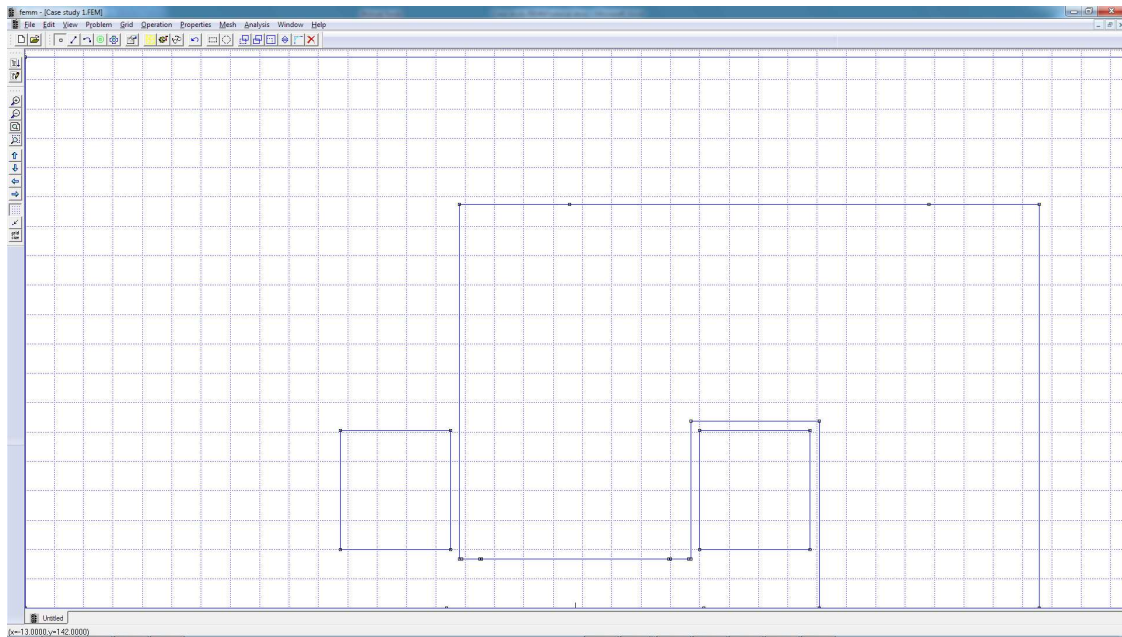 femm - [Case study 1.FEM]
File Edit View Problem Grid Operation Properties Mesh Analysis Window Help
Untitled
(x=-13.0000,y=142.0000)